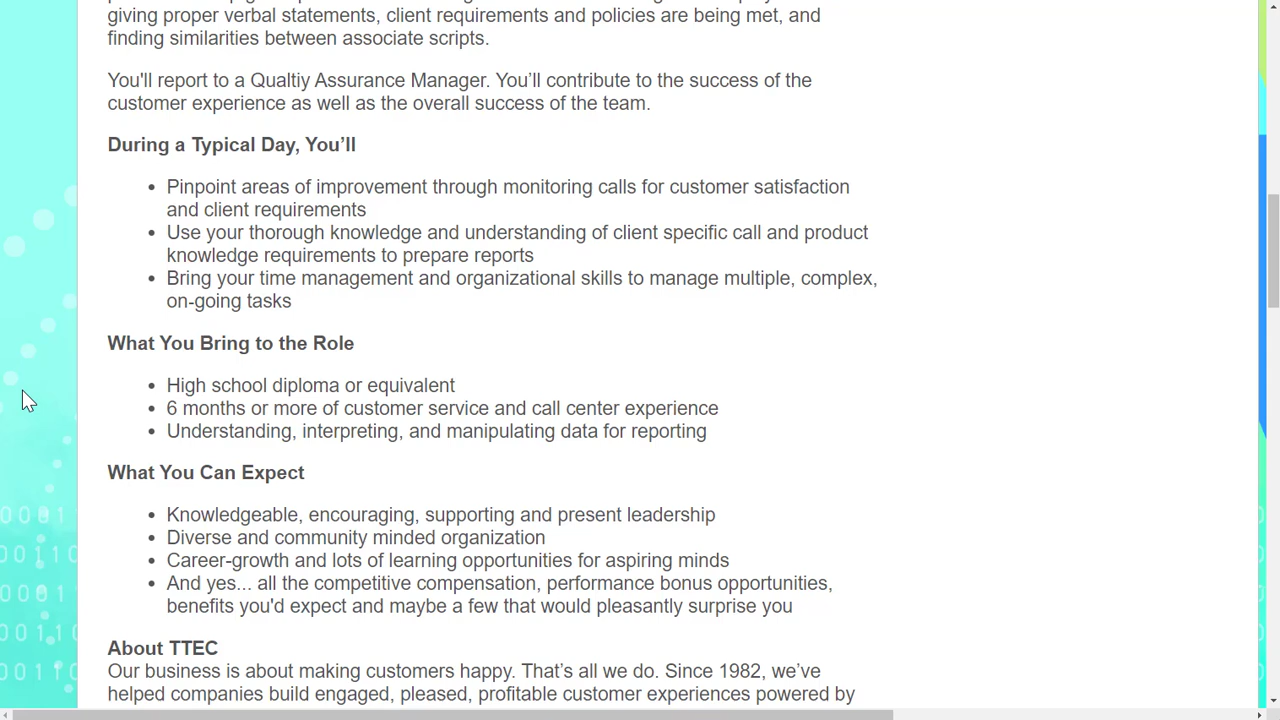 giving proper verbal statements, client requirements and policies are being met, and
finding similarities between associate scripts.
You'll report to a Qualtiy Assurance Manager. You’ll contribute to the success of the
customer experience as well as the overall success of the team.
During a Typical Day, You’ll
• Pinpoint areas of improvement through monitoring calls for customer satisfaction
and client requirements
• Use your thorough knowledge and understanding of client specific call and product
knowledge requirements to prepare reports
• Bring your time management and organizational skills to manage multiple, complex,
on-going tasks
What You Bring to the Role
• High school diploma or equivalent
• 6 months or more of customer service and call center experience
• Understanding, interpreting, and manipulating data for reporting
What You Can Expect
• Knowledgeable, encouraging, supporting and present leadership
• Diverse and community minded organization
• Career-growth and lots of learning opportunities for aspiring minds
• And yes... all the competitive compensation, performance bonus opportunities,
benefits you'd expect and maybe a few that would pleasantly surprise you
About TTEC
Our business is about making customers happy. That’s all we do. Since 1982, we’ve
helped companies build engaged, pleased, profitable customer experiences powered by